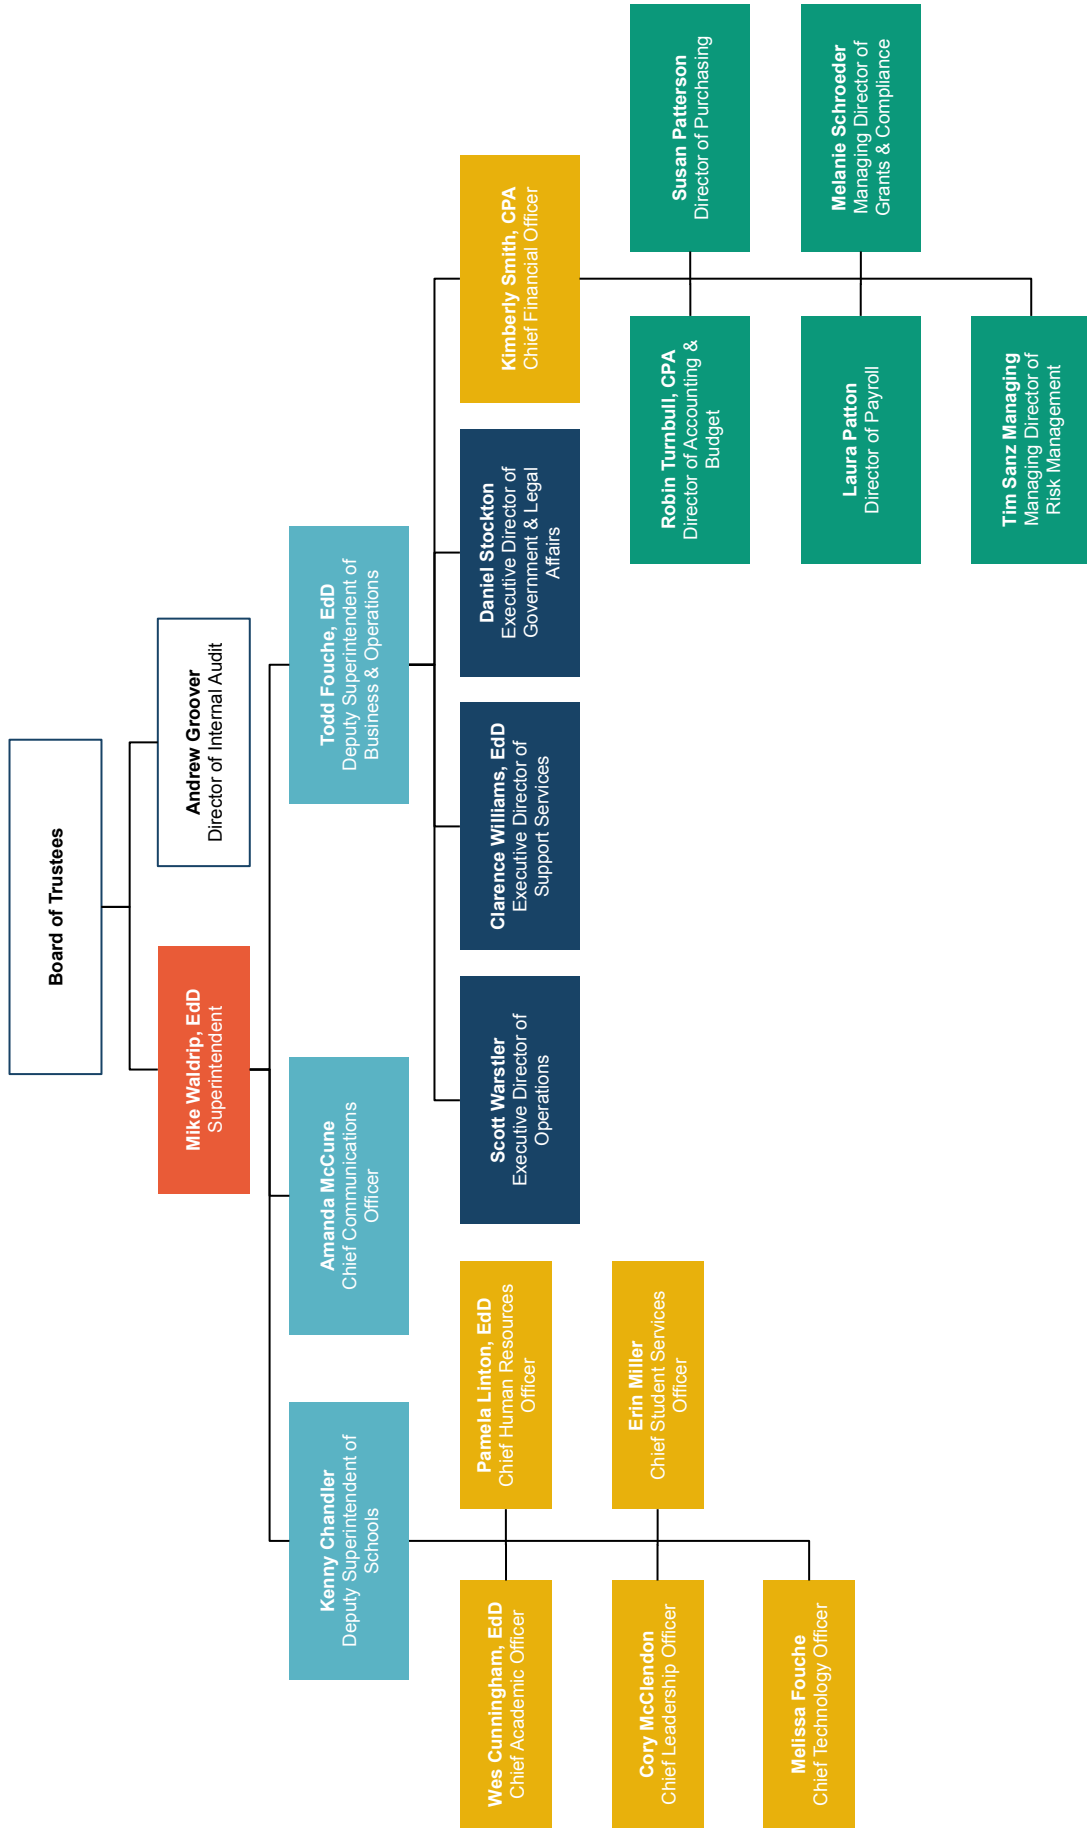 Board of Trustees
Mike Waldrip, EdD
Superintendent
Andrew Groover
Director of Internal Audit
Kenny Chandler
Deputy Superintendent of
Schools
Amanda McCune
Chief Communications
Officer
Todd Fouche, EdD
Deputy Superintendent of
Business & Operations
Wes Cunningham, EdD
Chief Academic Officer
Pamela Linton, EdD
Chief Human Resources
Officer
Cory McClendon
Chief Leadership Officer
Erin Miller
Chief Student Services
Officer
Melissa Fouche
Chief Technology Officer
Scott Warstler
Executive Director of
Operations
Clarence Williams, EdD
Executive Director of
Support Services
Daniel Stockton
Executive Director of
Government & Legal
Affairs
Kimberly Smith, CPA
Chief Financial Officer
Robin Turnbull, CPA
Director of Accounting &
Budget
Susan Patterson
Director of Purchasing
Laura Patton
Director of Payroll
Melanie Schroeder
Managing Director of
Grants & Compliance
Tim Sanz Managing
Managing Director of
Risk Management